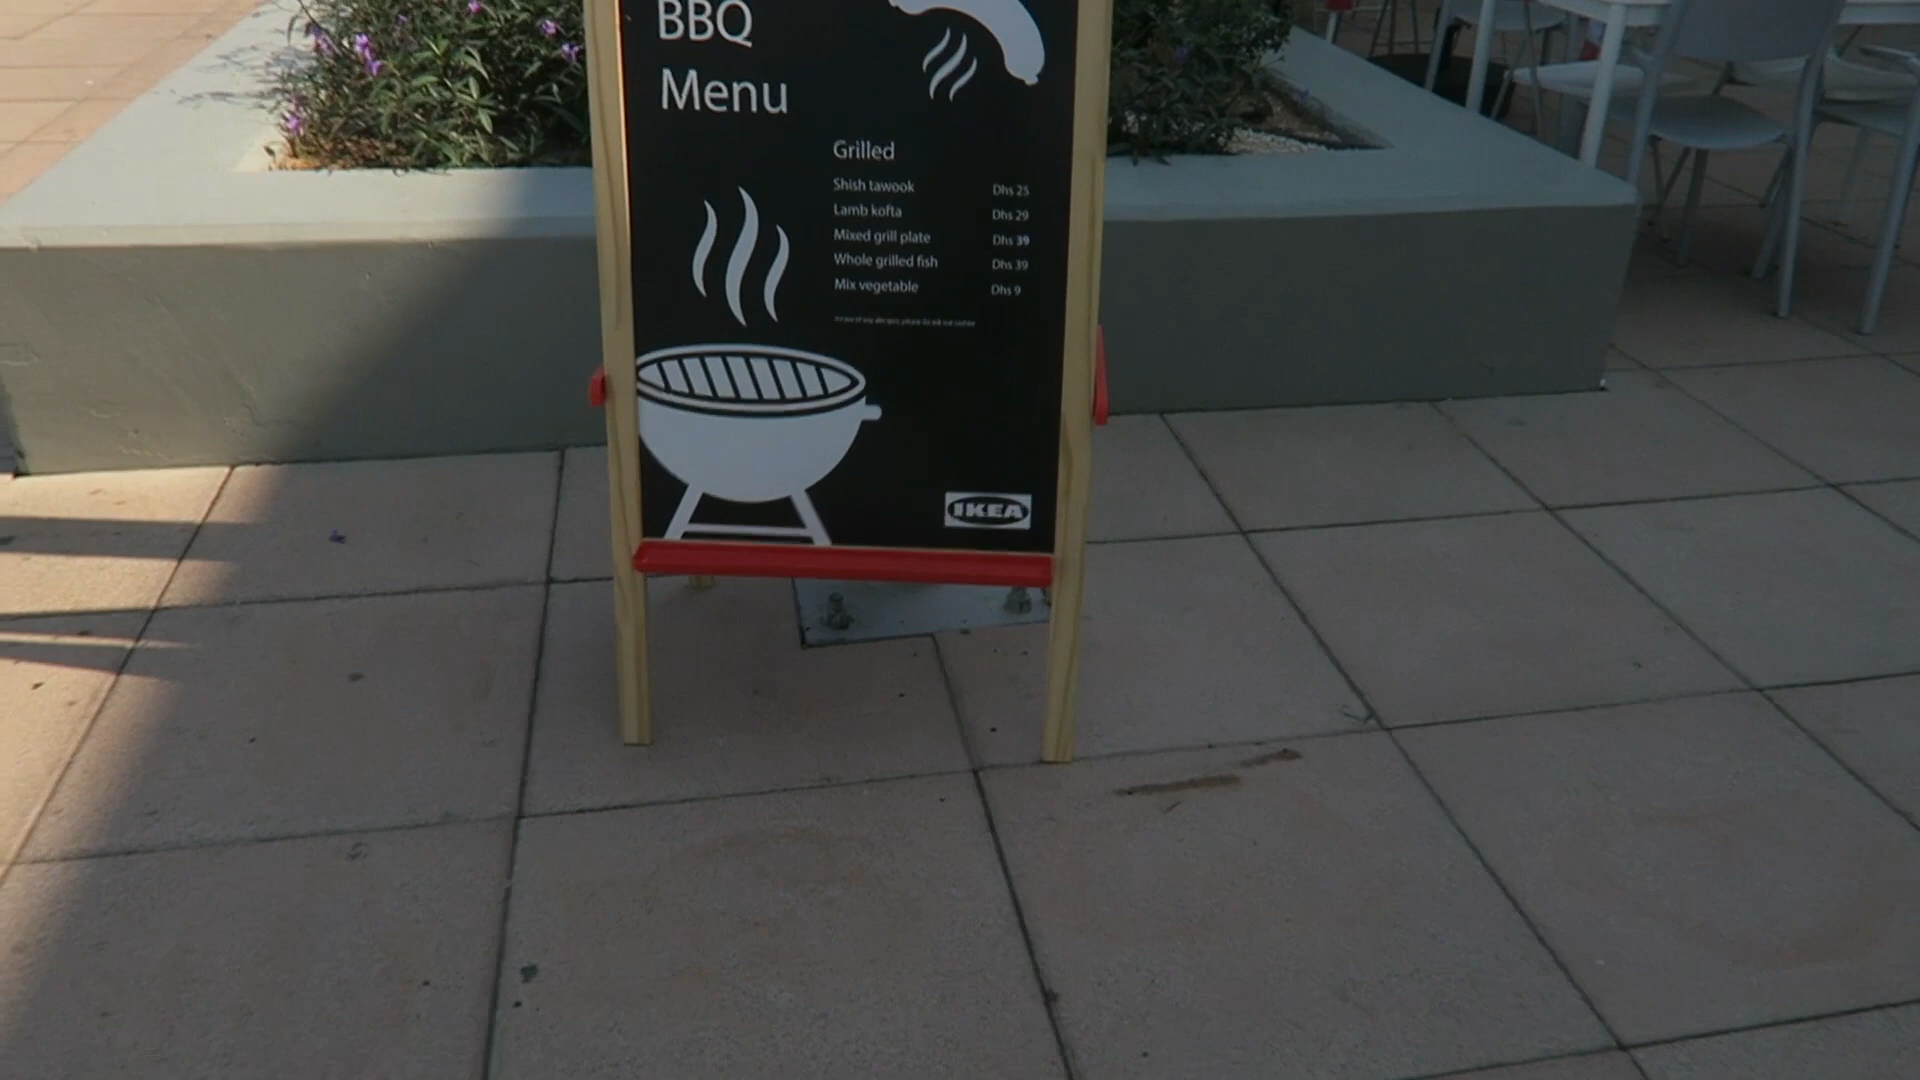 BBQ
Menu
Grilled
Shish tawook Dhs 25
Lamb kofta Dhs 29
Mixed grill plate Dhs 39
Whole grilled fish Dhs 39
Mix vegetable Dhs 9
IKEA